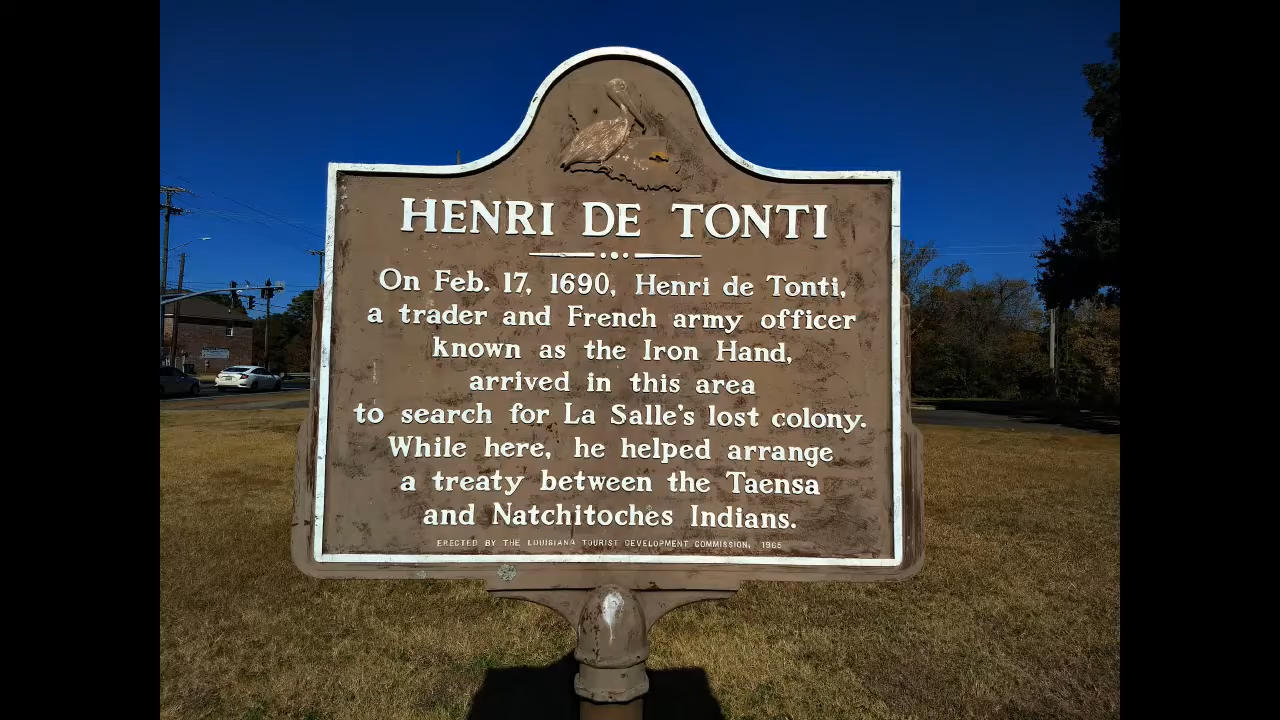 HENRI DE TONTI
On Feb. 17, 1690, Henri de Tonti,
a trader and French army officer
known as the Iron Hand,
arrived in this area
to search for La Salle's lost colony.
While here, he helped arrange
a treaty between the Taensa
and Natchitoches Indians.
ERECTED BY THE LOUISIANA TOURIST DEVELOPMENT COMMISSION, 1965